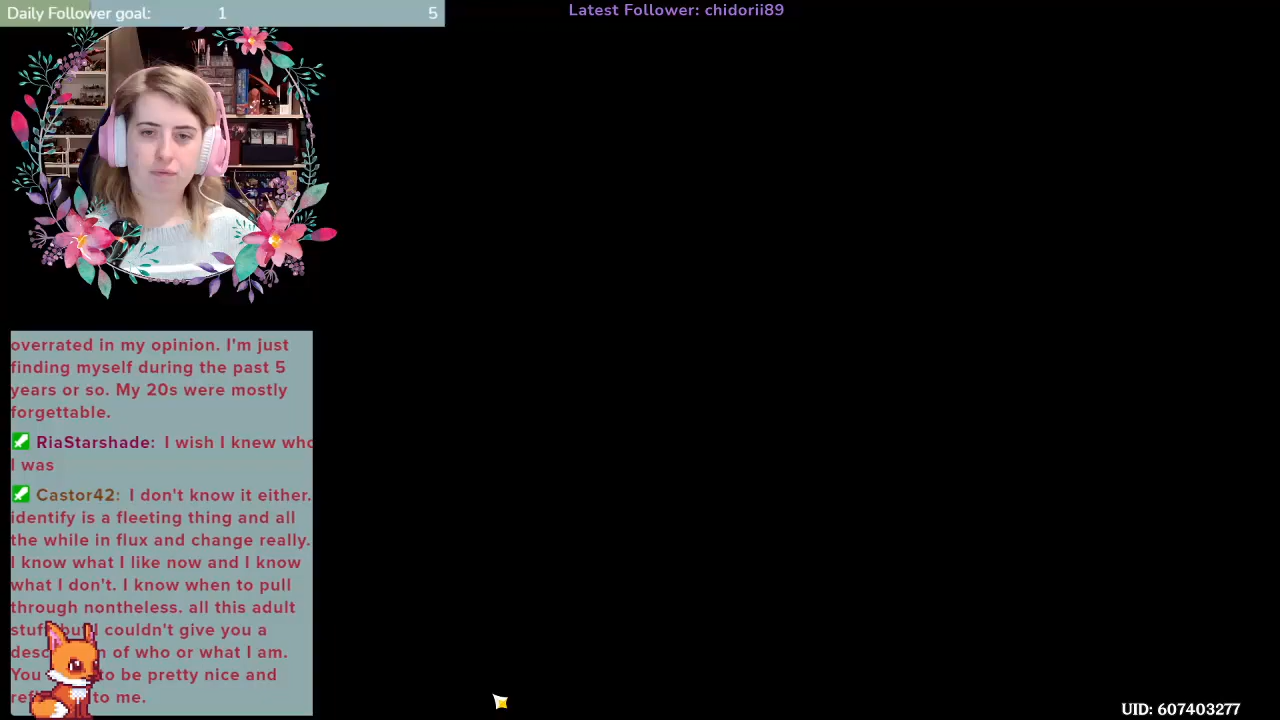 Daily Follower goal: 1 5
Latest Follower: chidorii89
overrated in my opinion. I'm just
finding myself during the past 5
years or so. My 20s were mostly
forgettable.
RiaStarshade: I wish I knew who
I was
Castor42: I don't know it either.
identify is a fleeting thing and all
the while in flux and change really.
I know what I like now and I know
what I don't. I know when to pull
through nontheless. all this adult
stuff but I couldn't give you a
of who or what I am.
You to be pretty nice and
to me.
UID: 607403277